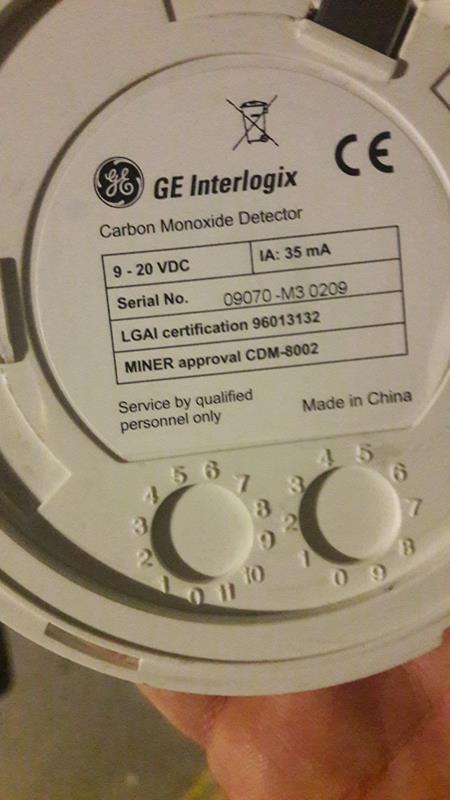 GE
GE Interlogix
CE
Carbon Monoxide Detector
9 - 20 VDC
IA: 35 mA
Serial No. 09070 -M3 0209
LGAI certification 96013132
MINER approval CDM-8002
Service by qualified
personnel only
Made in China
0 1 2 3 4 5 6 7 8 9 10 11
0 1 2 3 4 5 6 7 8 9